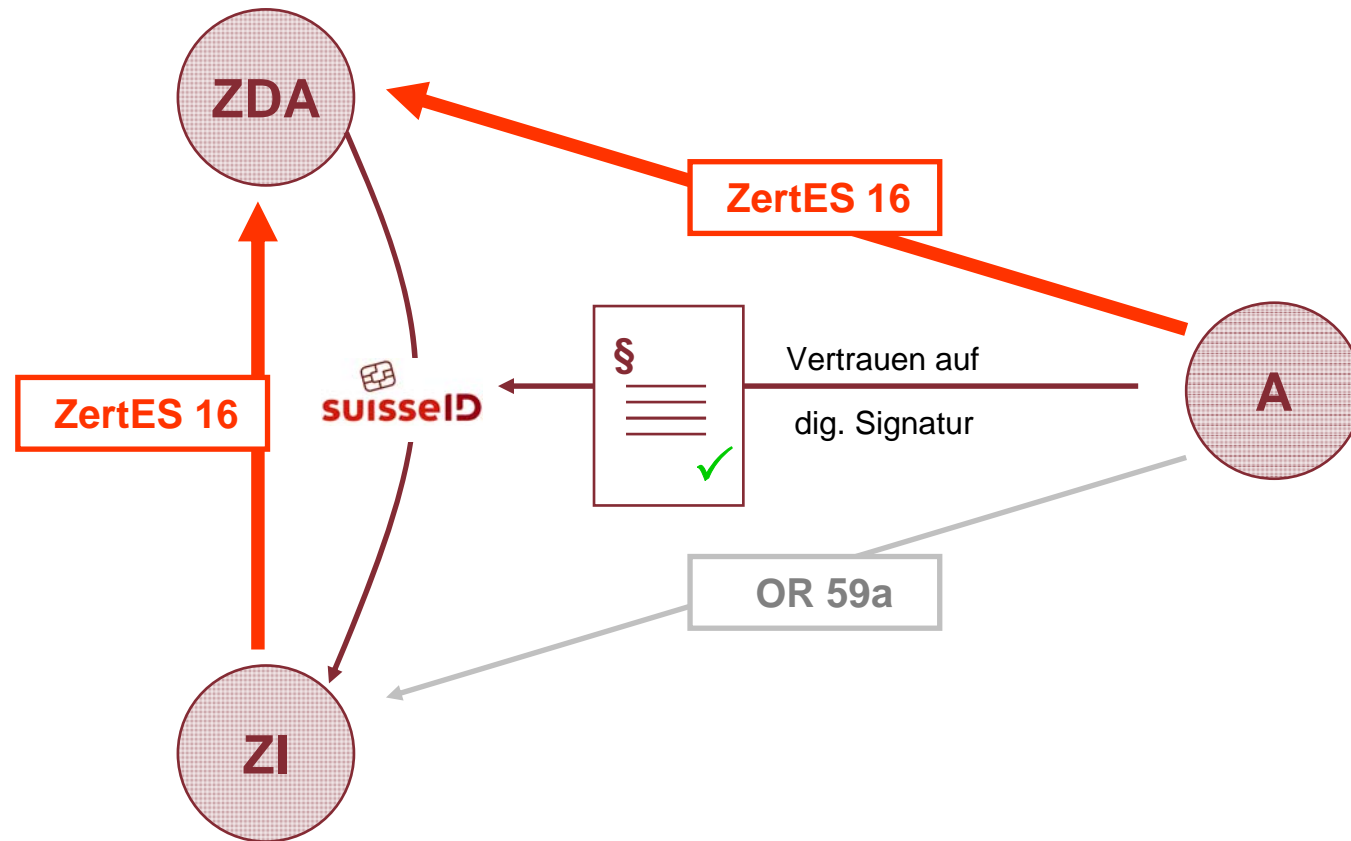 ZDA
ZertES 16
§
Vertrauen auf
A
suisseID
ZertES 16
dig. Signatur
OR 59a
ZI